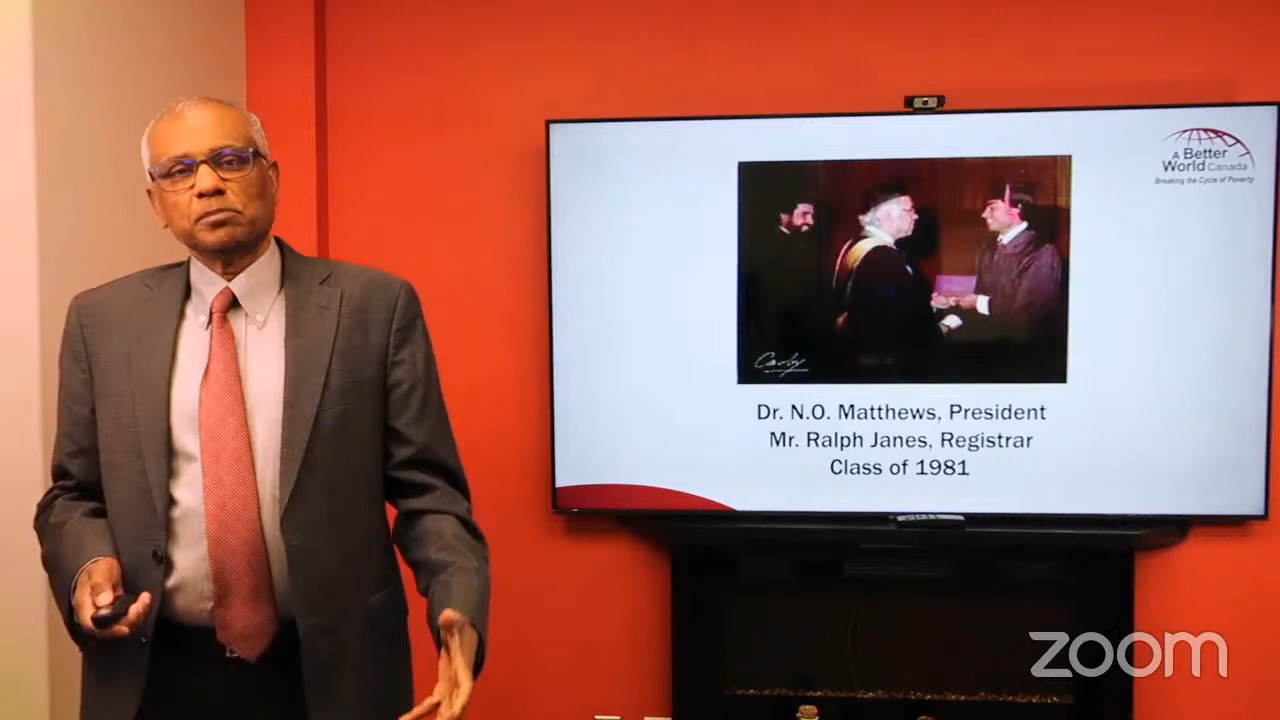 A Better
World Canada
Breaking the Cycle of Poverty
Dr. N.O. Matthews, President
Mr. Ralph Janes, Registrar
Class of 1981
zoom